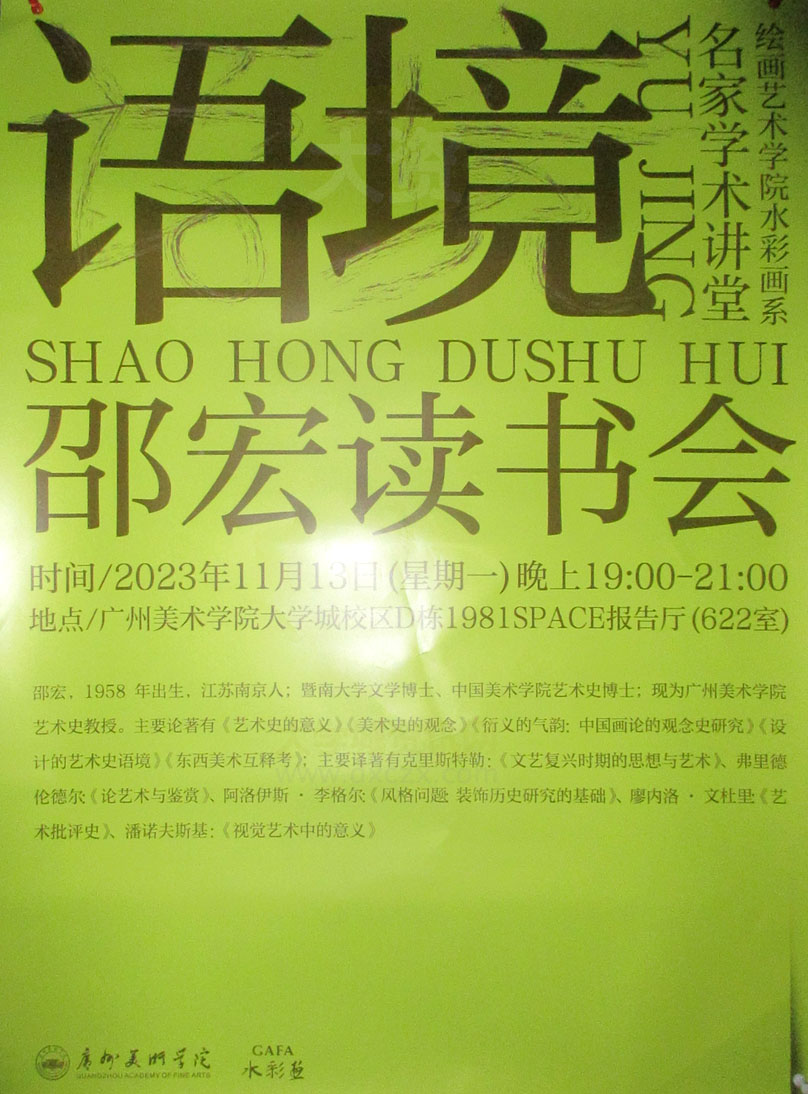 语境
YU JING
名家学术讲堂
绘画艺术学院水彩画系
SHAO HONG DUSHU HUI
邵宏读书会
时间/2023年11月13日(星期一)晚上19:00-21:00
地点/广州美术学院大学城校区D栋1981SPACE报告厅(622室)
邵宏，1958 年出生，江苏南京人；暨南大学文学博士、中国美术学院艺术史博士；现为广州美术学院
艺术史教授。主要论著有《艺术史的意义》《美术史的观念》《衍义的气韵：中国画论的观念史研究》《设
计的艺术史语境》《东西美术互释考》；主要译著有克里斯特勒：《文艺复兴时期的思想与艺术》、弗里德
伦德尔《论艺术与鉴赏》、阿洛伊斯·李格尔《风格问题：装饰历史研究的基础》、廖内洛·文杜里《艺
术批评史》、潘诺夫斯基：《视觉艺术中的意义》
广州美术学院
GUANGZHOU ACADEMY OF FINE ARTS
GAFA
水彩画